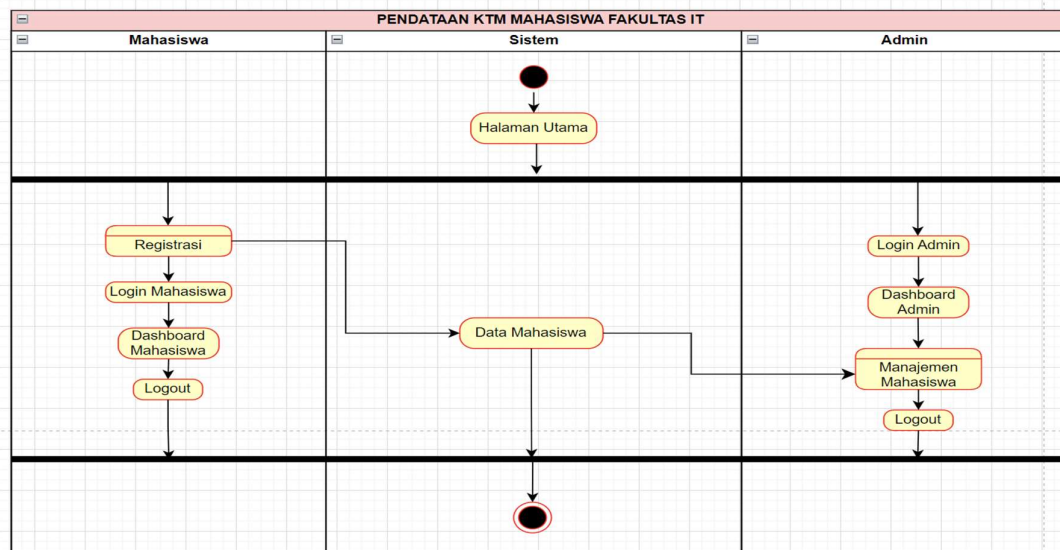 PENDATAAN KTM MAHASISWA FAKULTAS IT
Mahasiswa
Sistem
Admin
Halaman Utama
Registrasi
Login Mahasiswa
Dashboard
Mahasiswa
Logout
Data Mahasiswa
Login Admin
Dashboard
Admin
Manajemen
Mahasiswa
Logout